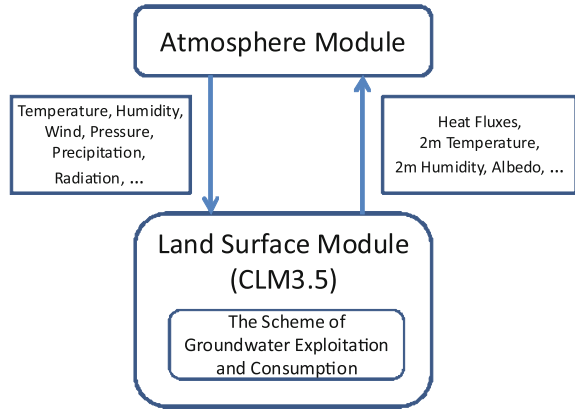 Atmosphere Module
Temperature, Humidity,
Wind, Pressure,
Precipitation,
Radiation, ...
Heat Fluxes,
2m Temperature,
2m Humidity, Albedo, ...
Land Surface Module
(CLM3.5)
The Scheme of
Groundwater Exploitation
and Consumption